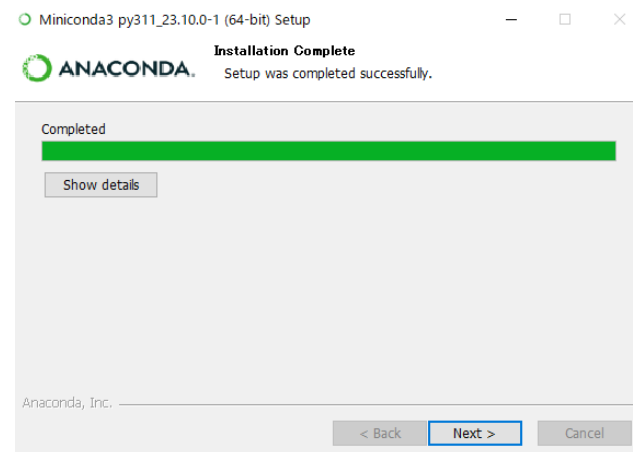 Miniconda3 py311_23.10.0-1 (64-bit) Setup
Installation Complete
ANACONDA.
Setup was completed successfully.
Completed
Show details
Anaconda, Inc.
< Back
Next >
Cancel